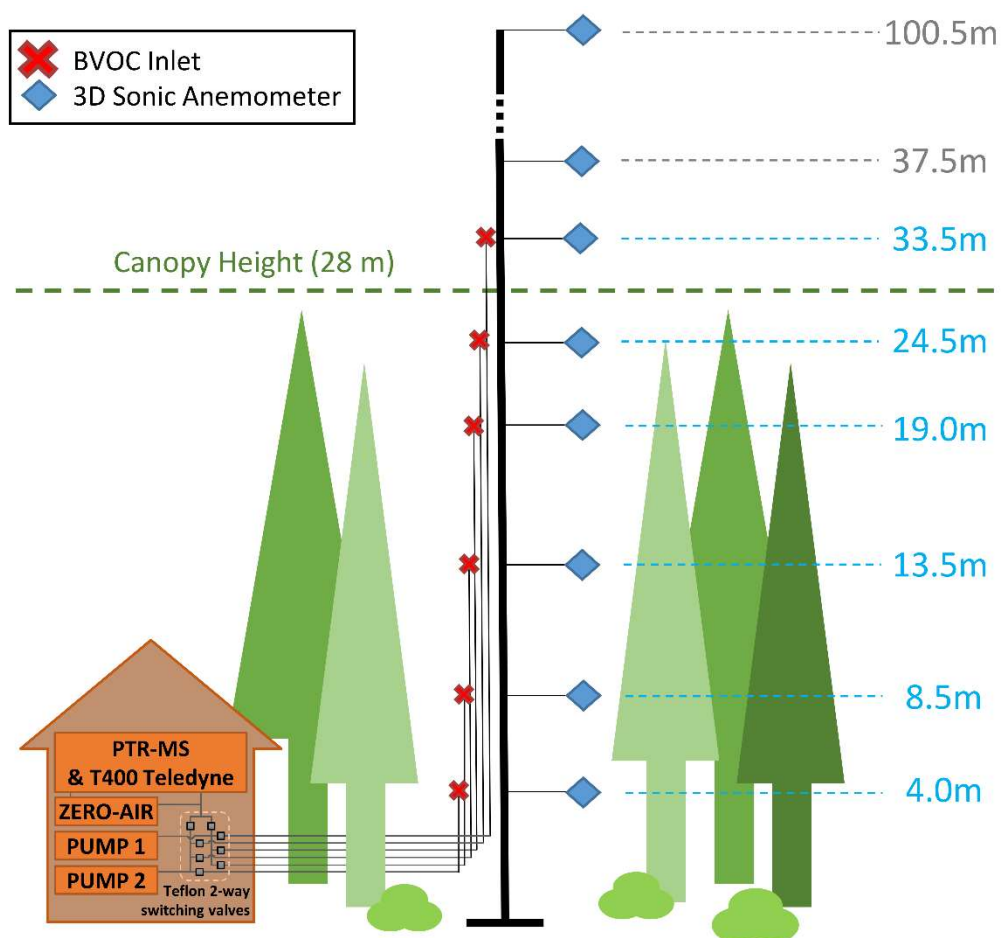 BVOC Inlet
3D Sonic Anemometer
100.5m
37.5m
33.5m
Canopy Height (28 m)
24.5m
19.0m
13.5m
8.5m
4.0m
PTR-MS
& T400 Teledyne
ZERO-AIR
PUMP 1
PUMP 2
Teflon 2-way
switching valves